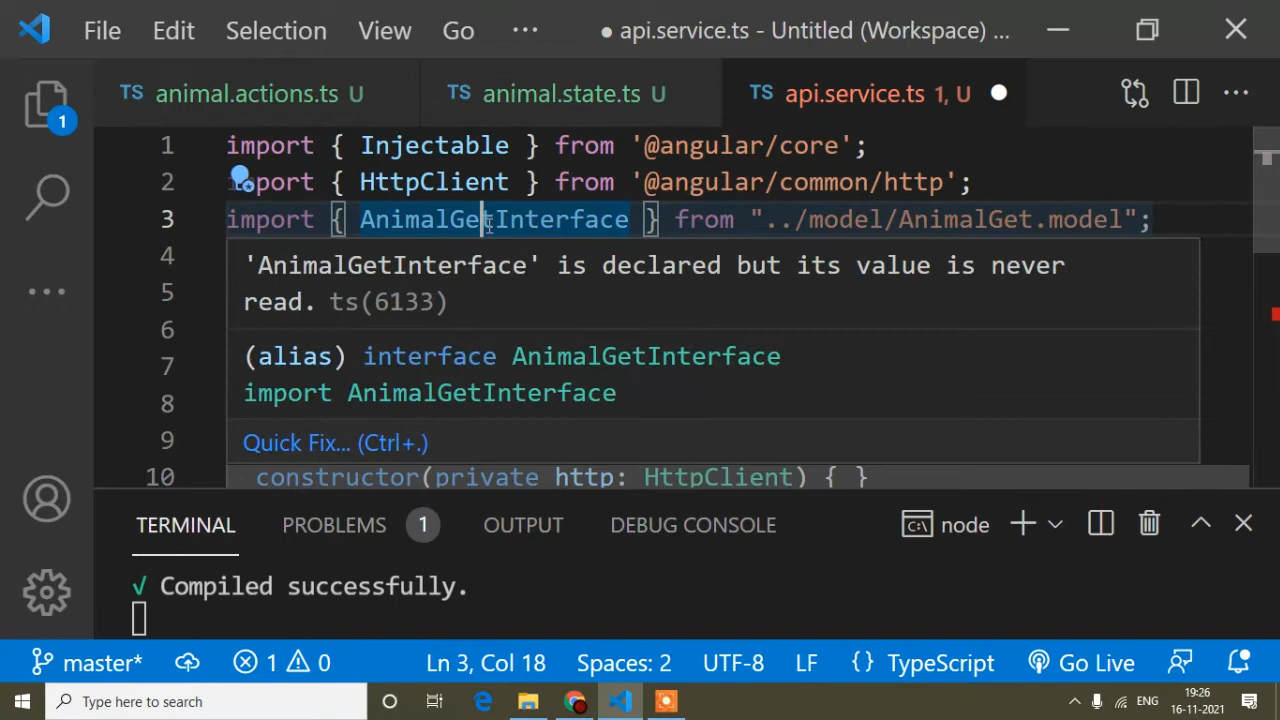 File Edit Selection View Go ··· ● api.service.ts - Untitled (Workspace) ...
TS animal.actions.ts U TS animal.state.ts U TS api.service.ts 1, U
1 import { Injectable } from '@angular/core';
2 import { HttpClient } from '@angular/common/http';
3 import { AnimalGetInterface } from "../model/AnimalGet.model";
4
5
6
7
8
9
'AnimalGetInterface' is declared but its value is never
read. ts(6133)
(alias) interface AnimalGetInterface
import AnimalGetInterface
Quick Fix... (Ctrl+.)
10 constructor(private http: HttpClient) { }
1
TERMINAL PROBLEMS 1 OUTPUT DEBUG CONSOLE node
√ Compiled successfully.
master* 1 0 Ln 3, Col 18 Spaces: 2 UTF-8 LF {} TypeScript Go Live
Type here to search ENG 19:26
16-11-2021